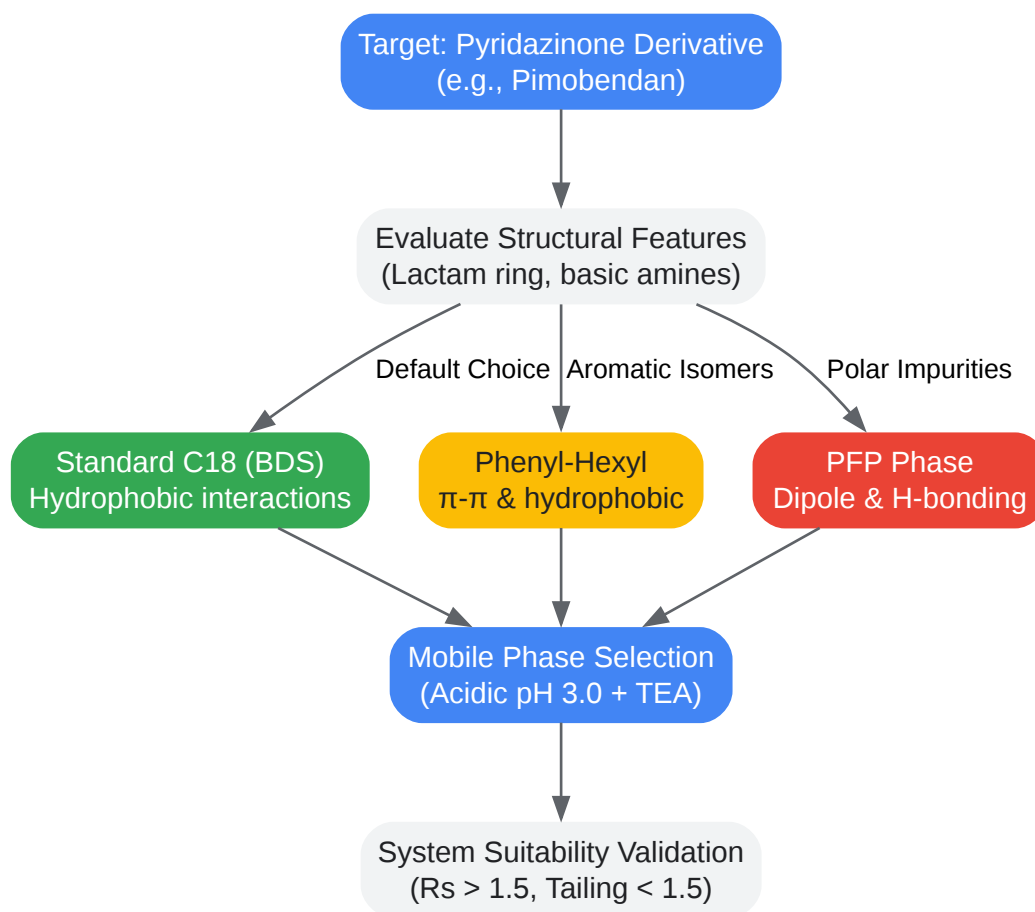 Target: Pyridazinone Derivative
(e.g., Pimobendan)
Evaluate Structural Features
(Lactam ring, basic amines)
Default Choice
Aromatic Isomers
Polar Impurities
Standard C18 (BDS)
Hydrophobic interactions
Phenyl-Hexyl
π-π & hydrophobic
PFP Phase
Dipole & H-bonding
Mobile Phase Selection
(Acidic pH 3.0 + TEA)
System Suitability Validation
(Rs > 1.5, Tailing < 1.5)